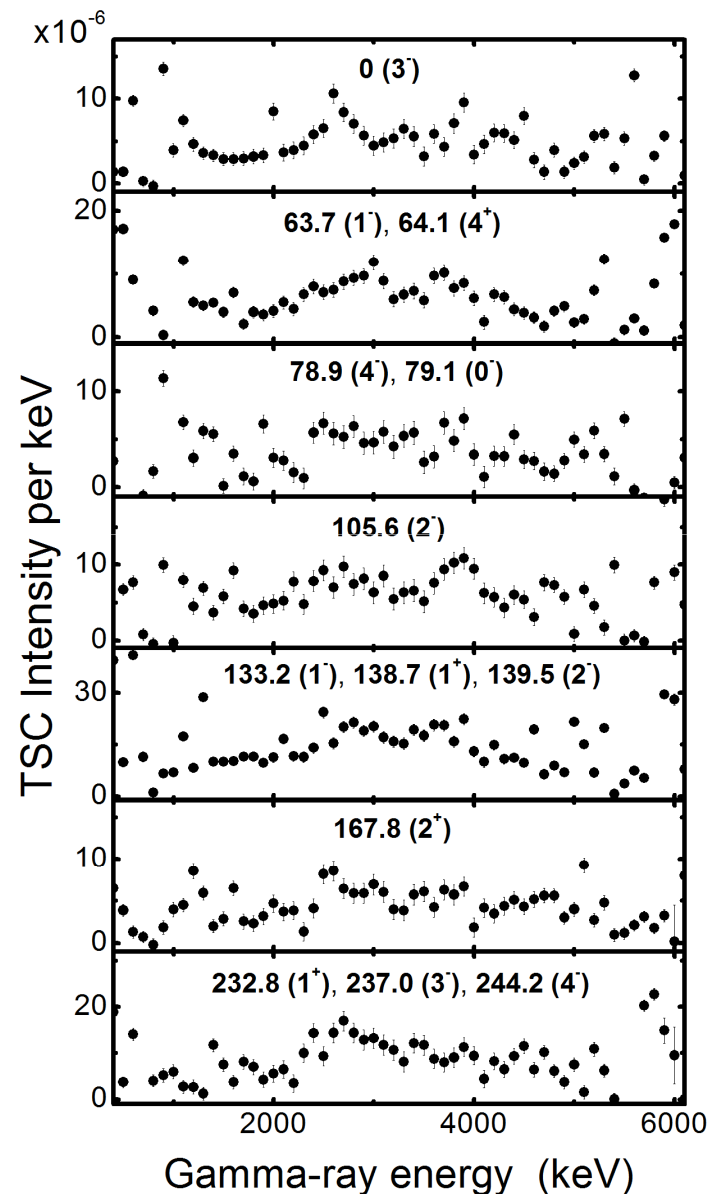 x10⁻⁶
0 (3⁻)
10
0
63.7 (1⁻), 64.1 (4⁺)
20
0
78.9 (4⁻), 79.1 (0⁻)
10
0
105.6 (2⁻)
10
0
133.2 (1⁻), 138.7 (1⁺), 139.5 (2⁻)
30
0
167.8 (2⁺)
10
0
232.8 (1⁺), 237.0 (3⁻), 244.2 (4⁻)
20
0
TSC Intensity per keV
2000 4000 6000
Gamma-ray energy (keV)